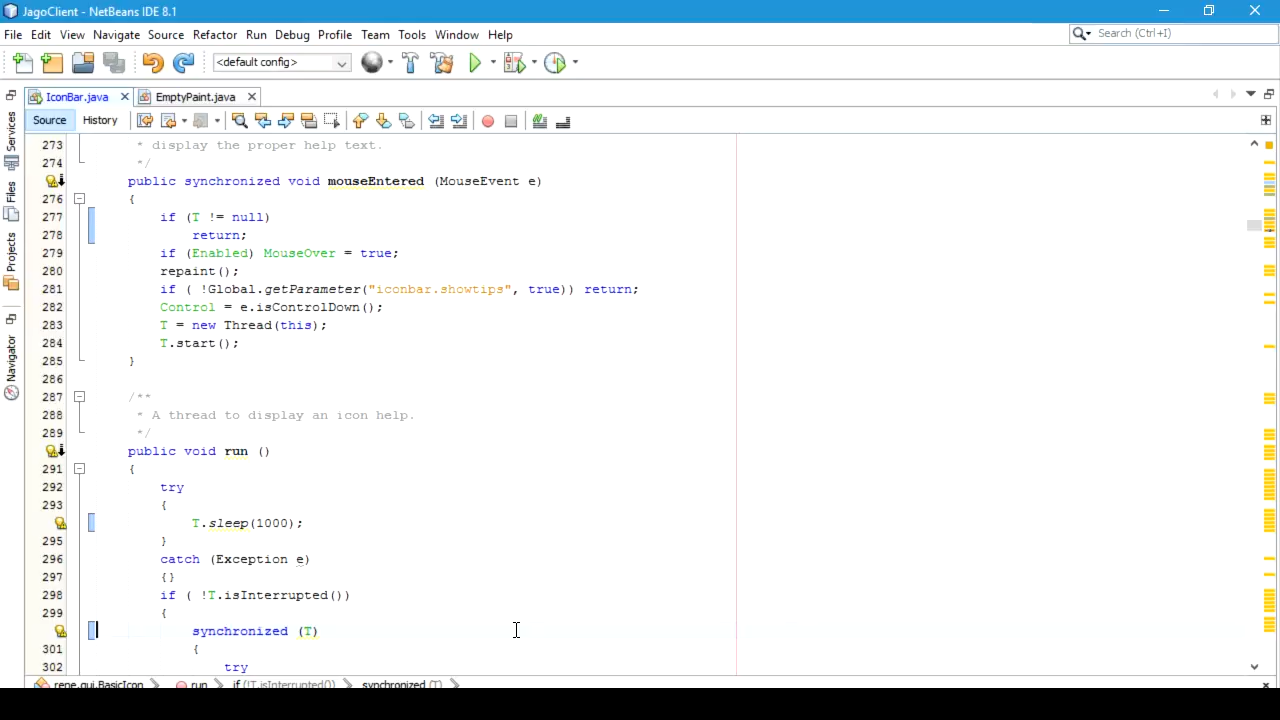 JagoClient - NetBeans IDE 8.1
File Edit View Navigate Source Refactor Run Debug Profile Team Tools Window Help
Search (Ctrl+I)
<default config>
IconBar.java EmptyPaint.java
Source History
Services
Files
Projects
Navigator
273 * display the proper help text.
274 */
public synchronized void mouseEntered (MouseEvent e)
276 {
277 if (T != null)
278 return;
279 if (Enabled) MouseOver = true;
280 repaint();
281 if ( !Global.getParameter("iconbar.showtips", true)) return;
282 Control = e.isControlDown();
283 T = new Thread(this);
284 T.start();
285 }
286
287 /**
288 * A thread to display an icon help.
289 */
public void run ()
291 {
292 try
293 {
T.sleep(1000);
295 }
296 catch (Exception e)
297 {}
298 if ( !T.isInterrupted())
299 {
synchronized (T)
301 {
302 try
rene.gui.BasicIcon run if (!T.isInterrupted()) synchronized (T)